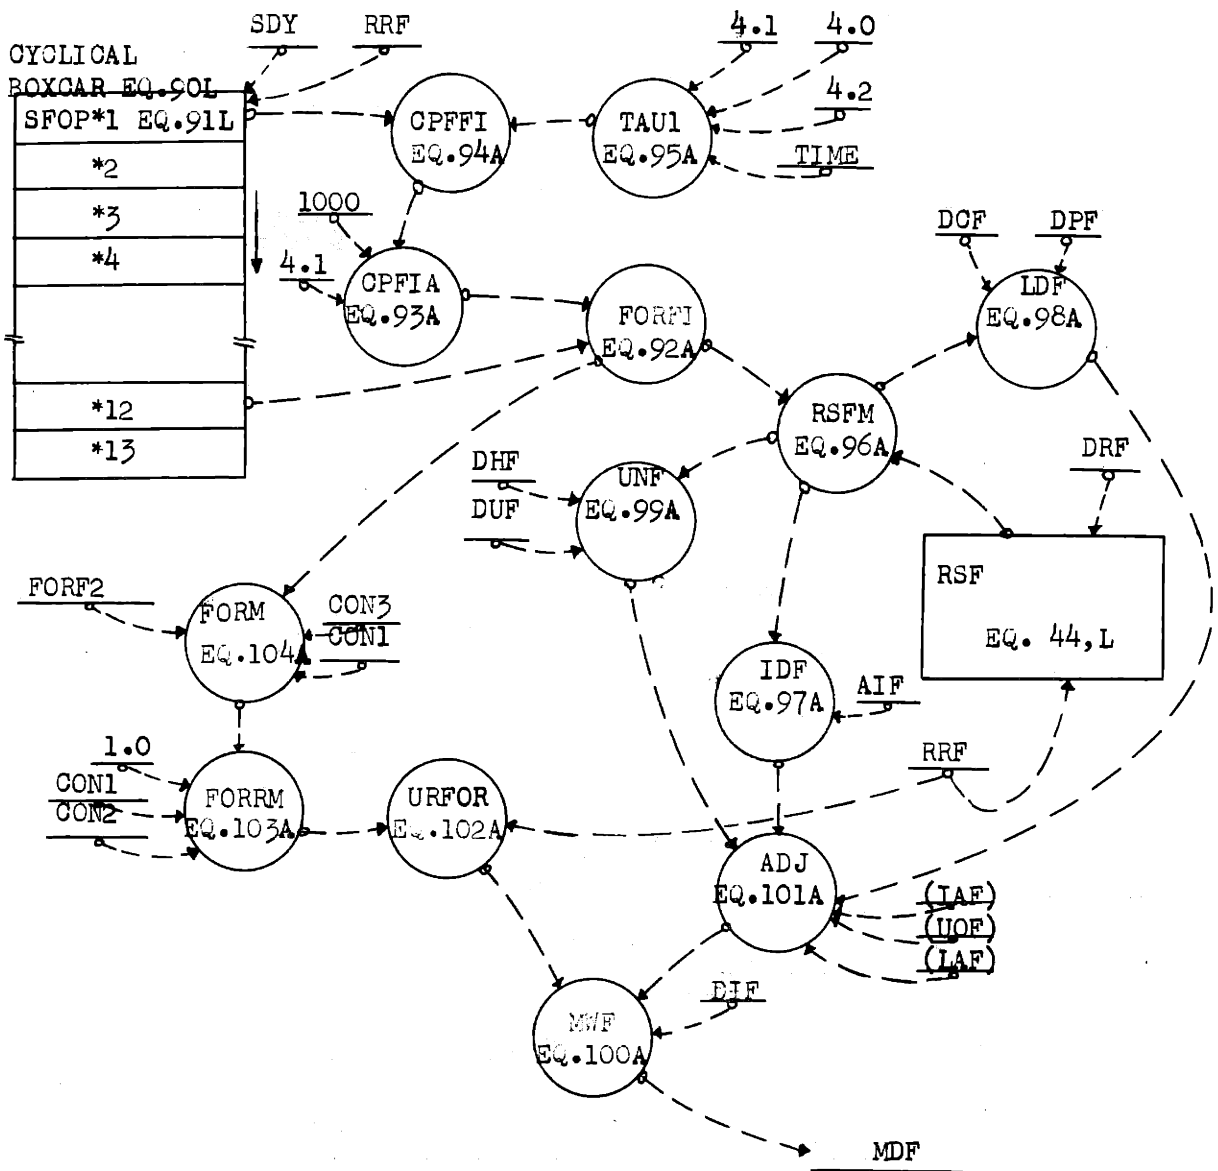 SDY
RRF
4.1
4.0
CYCLICAL
BOXCAR EQ.90L
SFOP*1 EQ.91L
*2
*3
*4
*12
*13
CPFFI
EQ.94A
TAU1
EQ.95A
4.2
TIME
1000
4.1
CPFIA
EQ.93A
FORFI
EQ.92A
DCF
DPF
LDF
EQ.98A
RSFM
EQ.96A
DHF
DUF
UNF
EQ.99A
DRF
RSF
EQ. 44,L
FORF2
FORM
EQ.104A
CON3
CON1
IDF
EQ.97A
AIF
RRF
1.0
CON1
CON2
FORRM
EQ.103A
URFOR
EQ.102A
ADJ
EQ.101A
(IAF)
(UOF)
(LAF)
DIF
MWF
EQ.100A
MDF